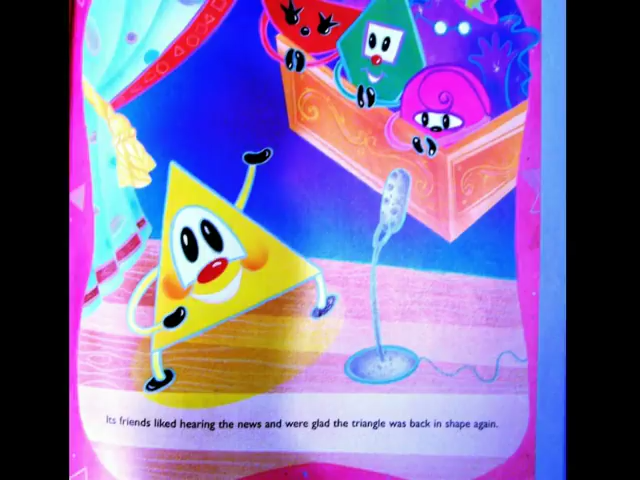 Its friends liked hearing the news and were glad the triangle was back in shape again.